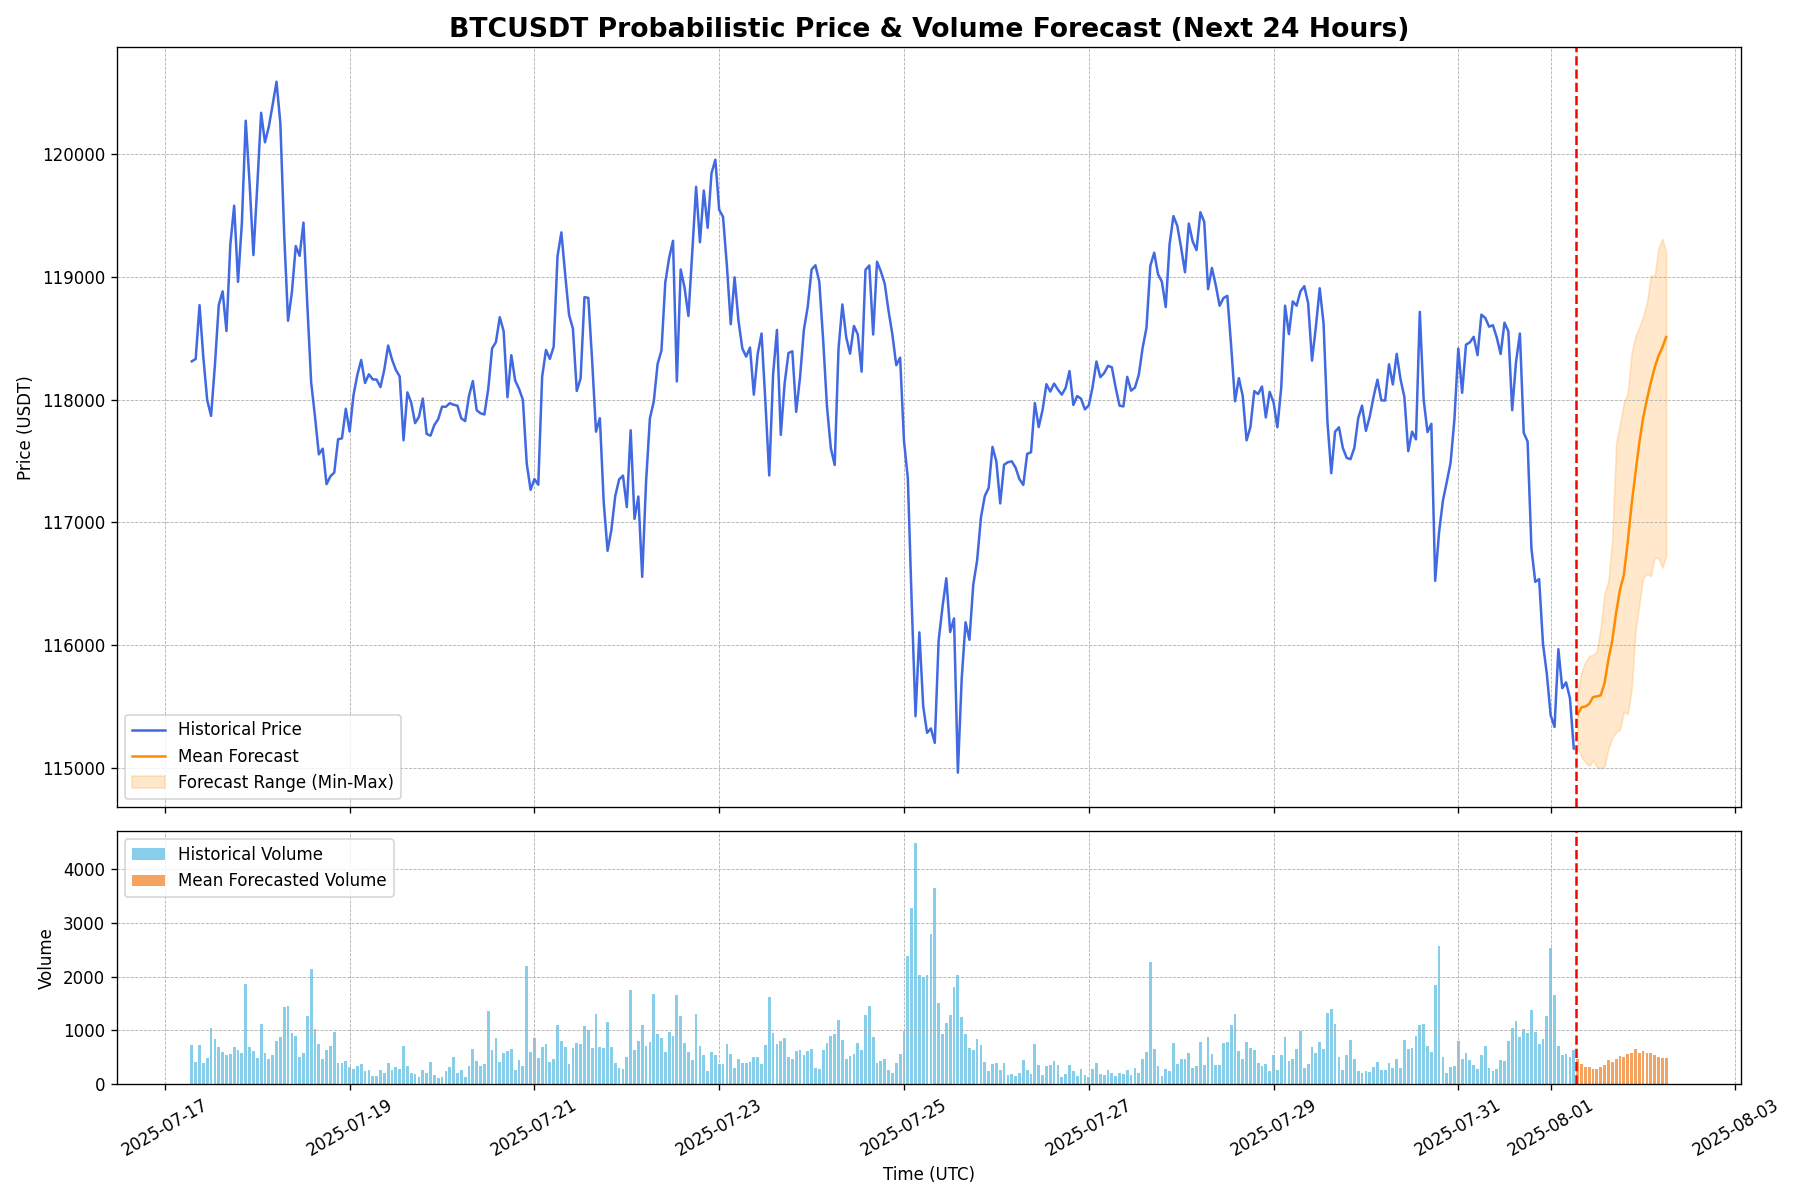 BTCUSDT Probabilistic Price & Volume Forecast (Next 24 Hours)
Price (USDT)
120000
119000
118000
117000
116000
115000
Historical Price
Mean Forecast
Forecast Range (Min-Max)
Volume
4000
3000
2000
1000
0
Historical Volume
Mean Forecasted Volume
2025-07-17
2025-07-19
2025-07-21
2025-07-23
2025-07-25
2025-07-27
2025-07-29
2025-07-31
2025-08-01
2025-08-03
Time (UTC)